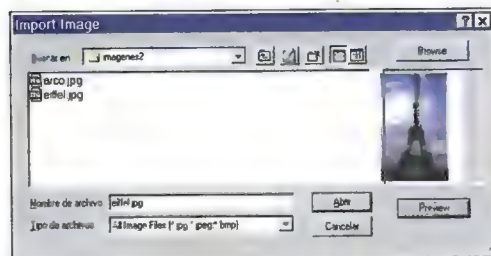 Import Image
Buscar en: imagenes2
Browse
arco.jpg
eiffel.jpg
Nombre de archivo: eiffel.jpg
Abrir
Preview
Tipo de archivos: All Image Files (*.jpg;*.jpeg;*.bmp)
Cancelar